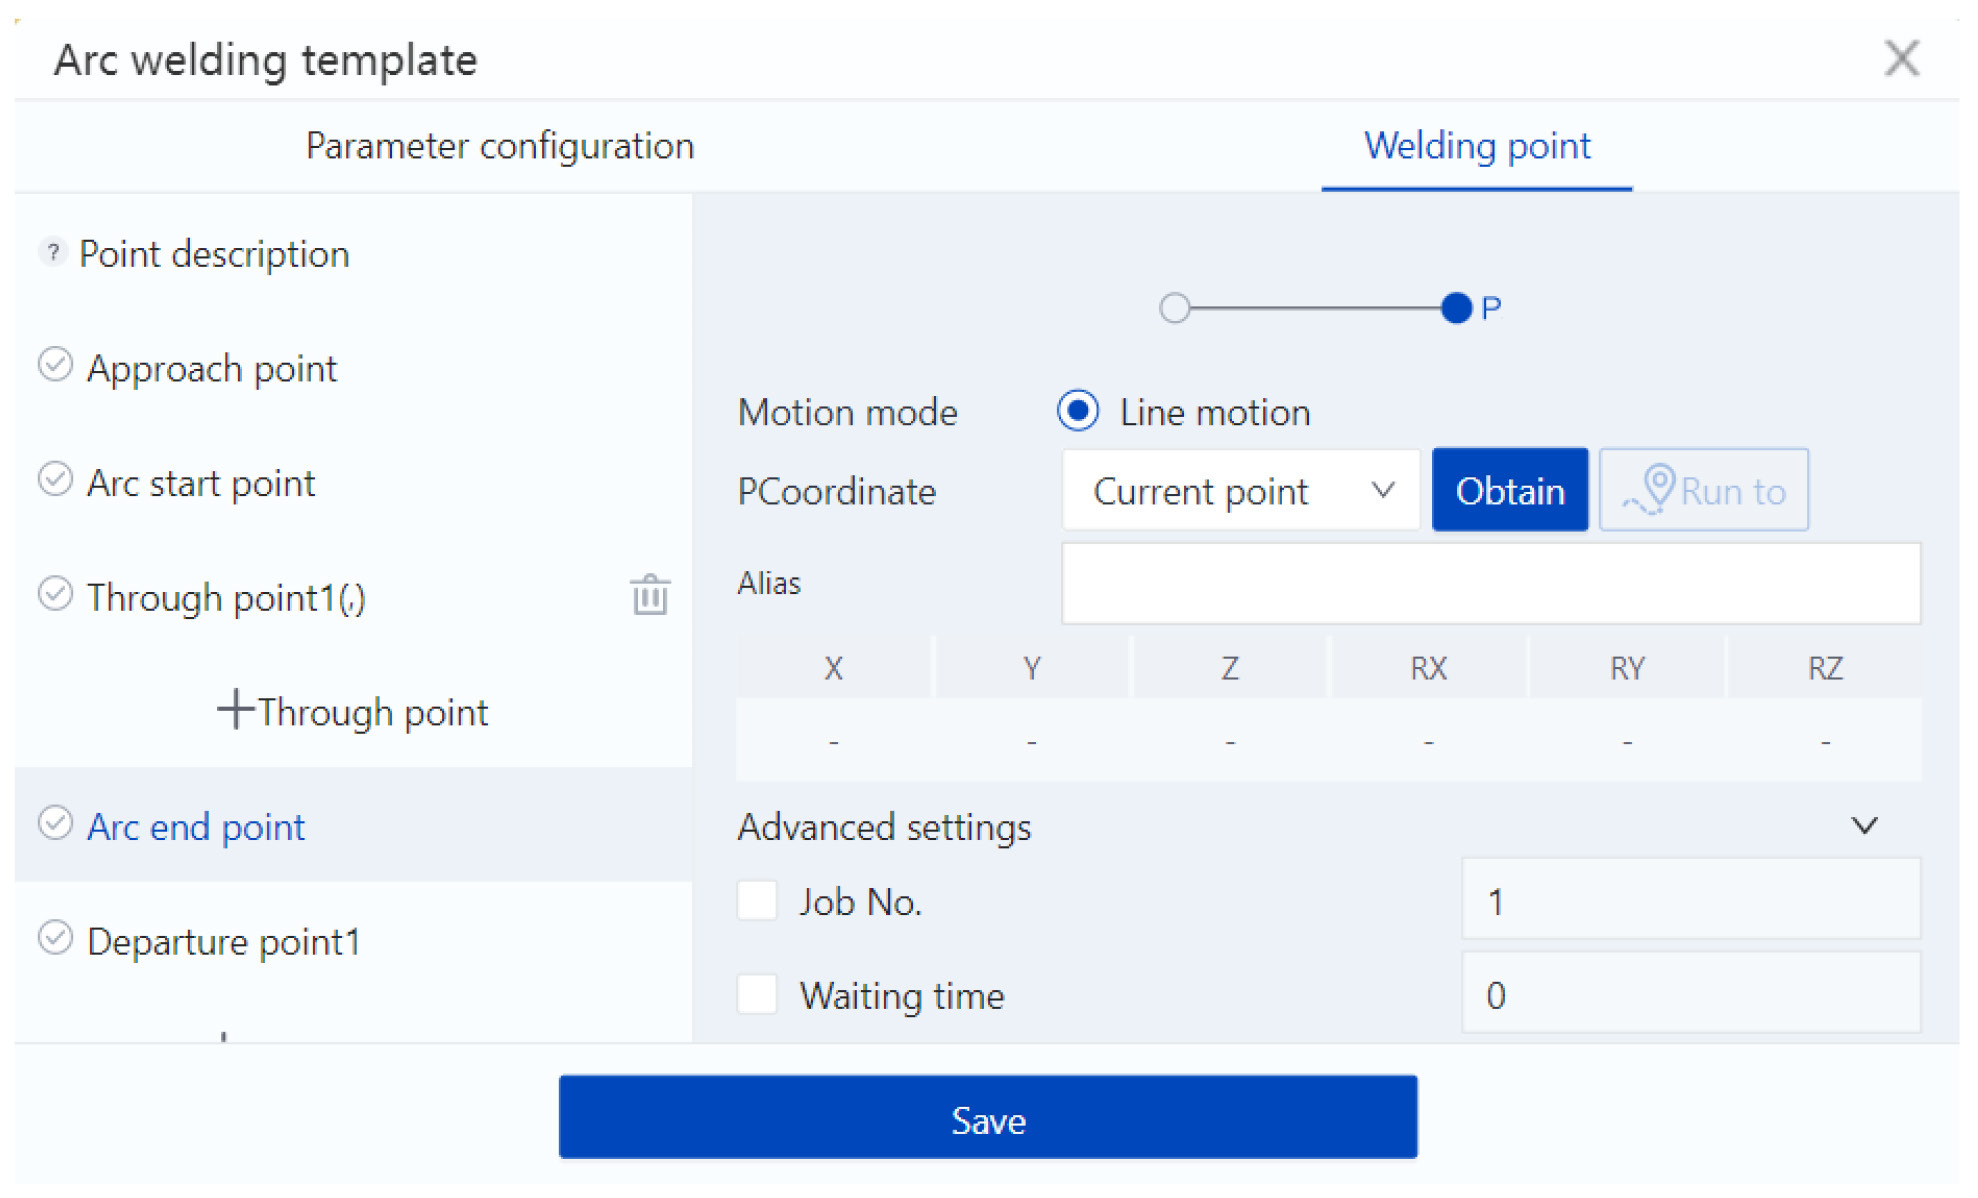 Arc welding template
Parameter configuration
Welding point
? Point description
Approach point
Arc start point
Through point1(,)
+Through point
Arc end point
Departure point1
P
Motion mode Line motion
PCoordinate Current point Obtain Run to
Alias
X Y Z RX RY RZ
- - - - - -
Advanced settings
Job No. 1
Waiting time 0
Save